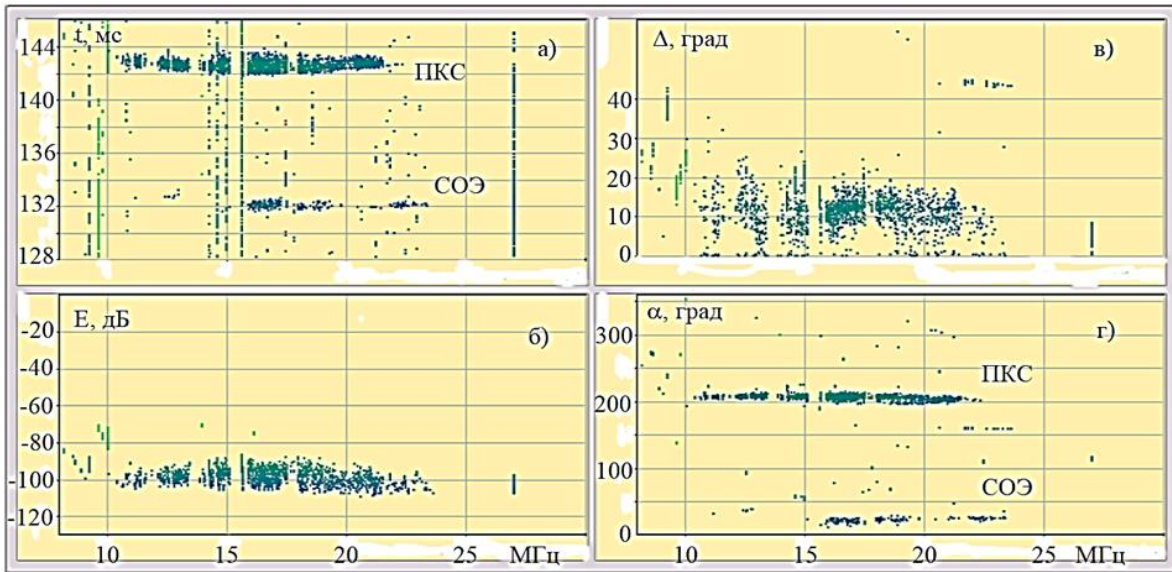 t, мс
а)
144
ПКС
140
136
СОЭ
132
128
Δ, град
в)
40
30
20
10
0
E, дБ
б)
-20
-40
-60
-80
-100
-120
10 15 20 25 МГц
α, град
г)
300
ПКС
200
100
СОЭ
0
10 15 20 25 МГц